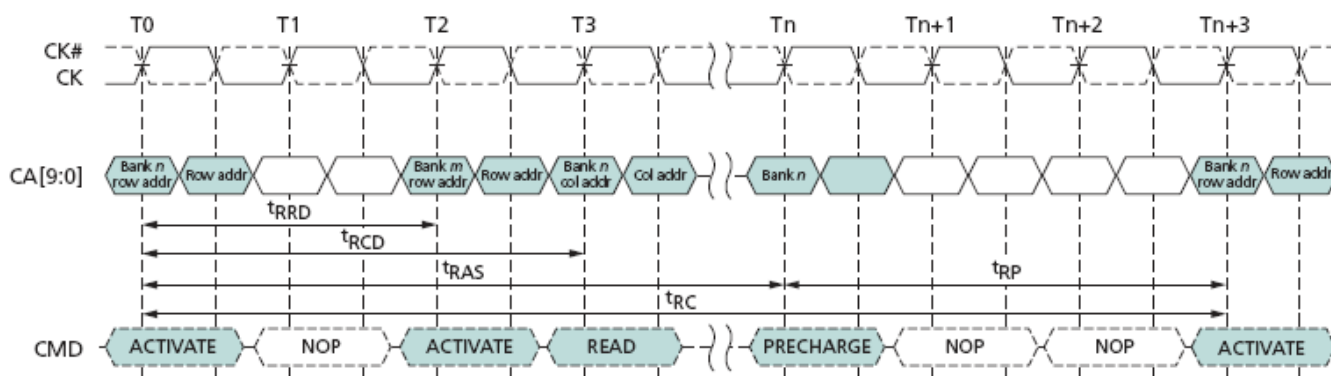 T0 T1 T2 T3 Tn Tn+1 Tn+2 Tn+3
CK#
CK
CA[9:0]
Bank n
row addr
Row addr
Bank m
row addr
Row addr
Bank n
col addr
Col addr
Bank n
Bank n
row addr
Row addr
tRRD
tRCD
tRAS
tRP
tRC
CMD ACTIVATE NOP ACTIVATE READ PRECHARGE NOP NOP ACTIVATE